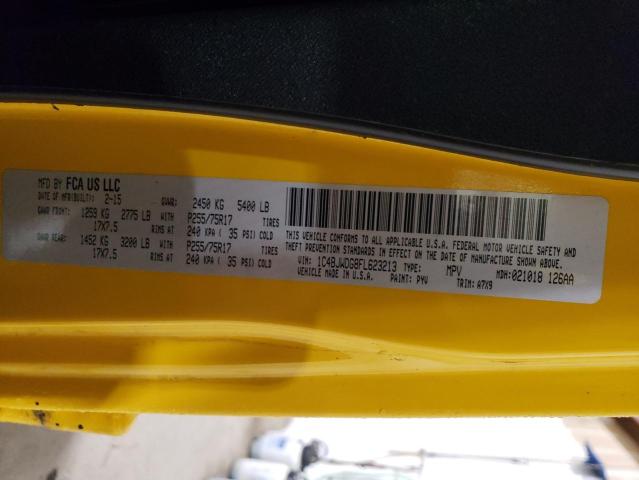 MFD BY FCA US LLC
DATE OF MFR(BUILT): 2-15 GVWR: 2450 KG 5400 LB
GAWR FRONT: 1259 KG 2775 LB WITH P255/75R17 TIRES
17X7.5 RIMS AT 240 KPA ( 35 PSI) COLD
GAWR REAR: 1452 KG 3200 LB WITH P255/75R17 TIRES
17X7.5 RIMS AT 240 KPA ( 35 PSI) COLD
THIS VEHICLE CONFORMS TO ALL APPLICABLE U.S.A. FEDERAL MOTOR VEHICLE SAFETY AND
THEFT PREVENTION STANDARDS IN EFFECT ON THE DATE OF MANUFACTURE SHOWN ABOVE.
VIN: 1C4BJWDG8FL623213 TYPE: MPV MDH: 021018 126AA
VEHICLE MADE IN U.S.A. PAINT: PYV TRIM: A7X9